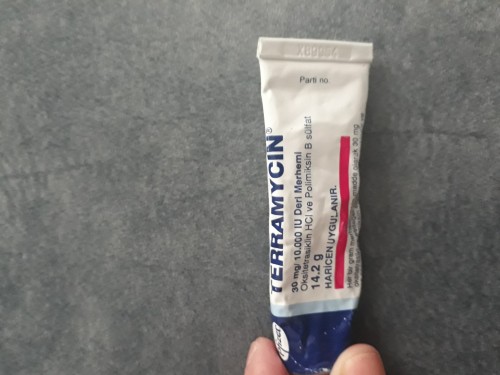 Parti no.
TERRAMYCIN®
30 mg/ 10.000 IU Deri Merhemi
Oksitetrasiklin HCl ve Polimiksin B sülfat
14.2 g
HARİCEN UYGULANIR.
Pfizer